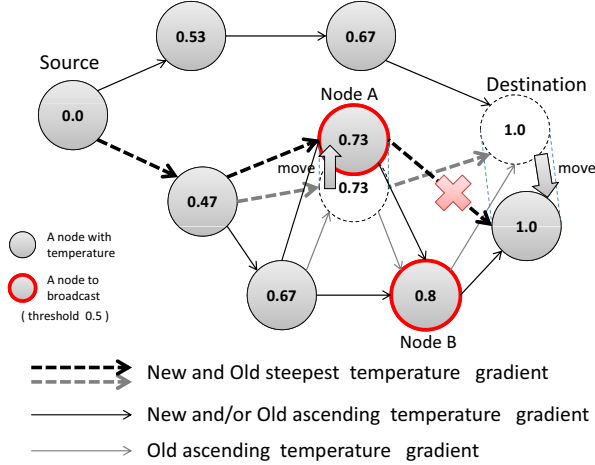 0.53
0.67
Source
Destination
Node A
0.0
0.73
1.0
move
move
0.73
0.47
1.0
A node with
temperature
0.67
0.8
A node to
broadcast
( threshold 0.5 )
Node B
New and Old steepest temperature gradient
New and/or Old ascending temperature gradient
Old ascending temperature gradient